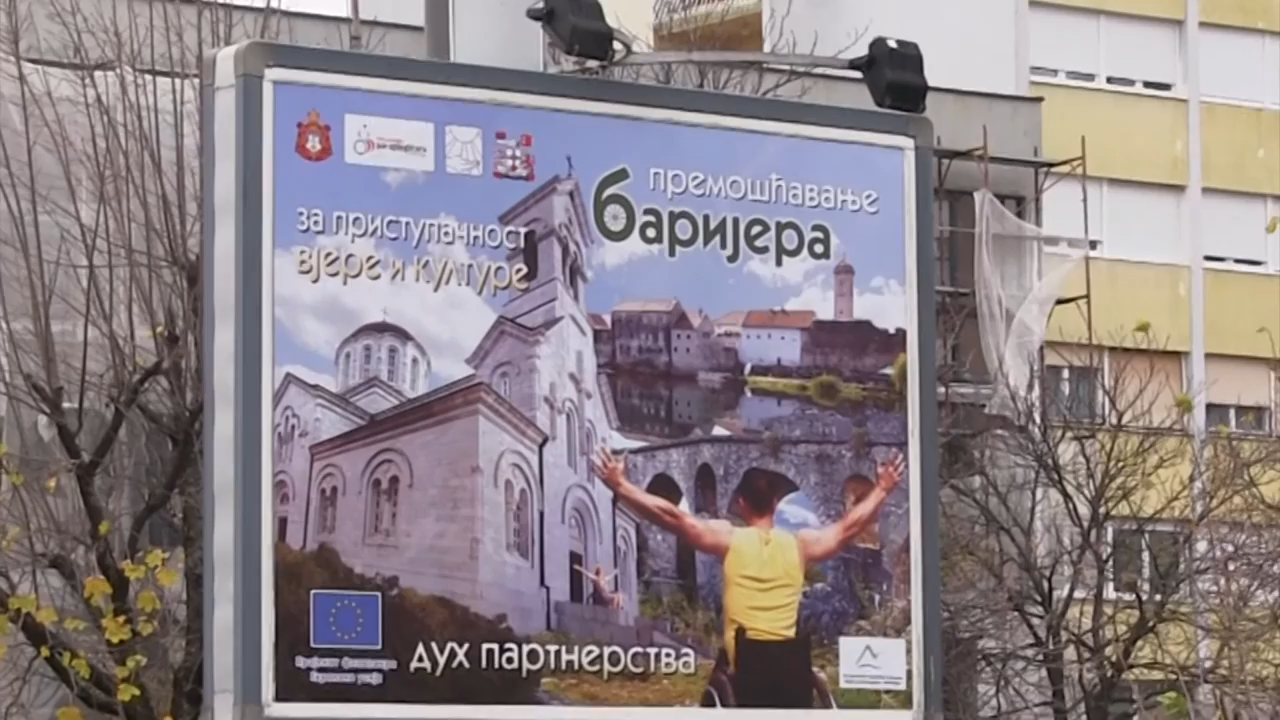 премошћавање
баријера
за приступачност
вјере и културе
дух партнерства